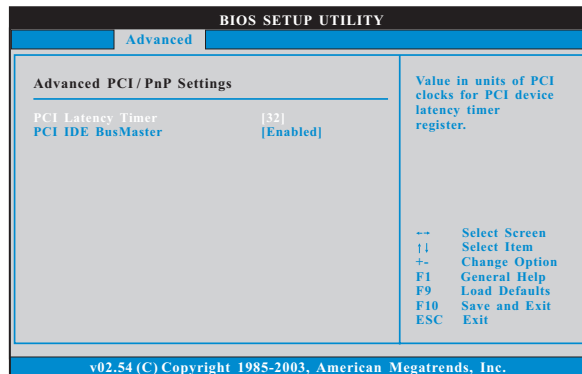 BIOS SETUP UTILITY
Advanced
Advanced PCI / PnP Settings
PCI Latency Timer [32]
PCI IDE BusMaster [Enabled]
Value in units of PCI
clocks for PCI device
latency timer
register.
←→ Select Screen
↑↓ Select Item
+- Change Option
F1 General Help
F9 Load Defaults
F10 Save and Exit
ESC Exit
v02.54 (C) Copyright 1985-2003, American Megatrends, Inc.